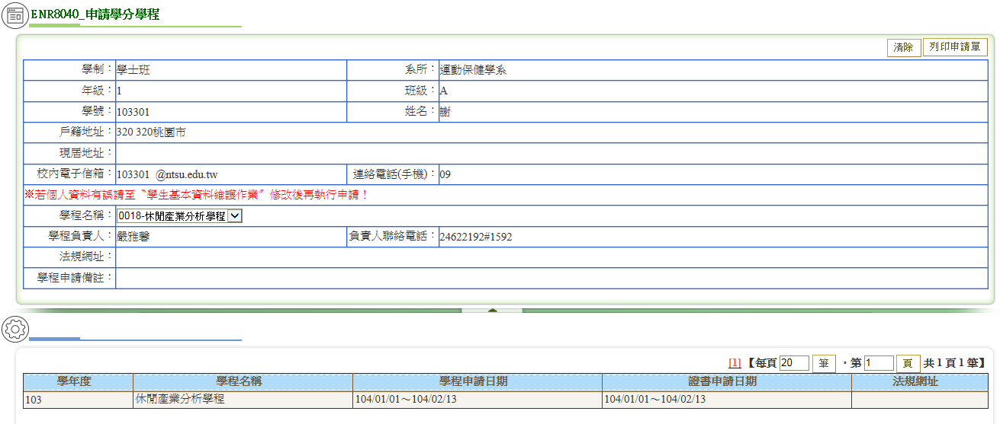 ENR8040_申請學分學程
清除 列印申請單
學制： 學士班 系所： 運動保健學系
年級： 1 班級： A
學號： 103301 姓名： 謝
戶籍地址： 320 320桃園市
現居地址：
校內電子信箱： 103301 @ntsu.edu.tw 連絡電話(手機)： 09
※若個人資料有誤請至〝學生基本資料維護作業〞修改後再執行申請！
學程名稱： 0018-休閒產業分析學程
學程負責人： 嚴雅馨 負責人聯絡電話： 24622192#1592
法規網址：
學程申請備註：
[1] 【每頁 20 筆 ，第 1 頁 共 1 頁 1 筆】
學年度 學程名稱 學程申請日期 證書申請日期 法規網址
103 休閒產業分析學程 104/01/01～104/02/13 104/01/01～104/02/13